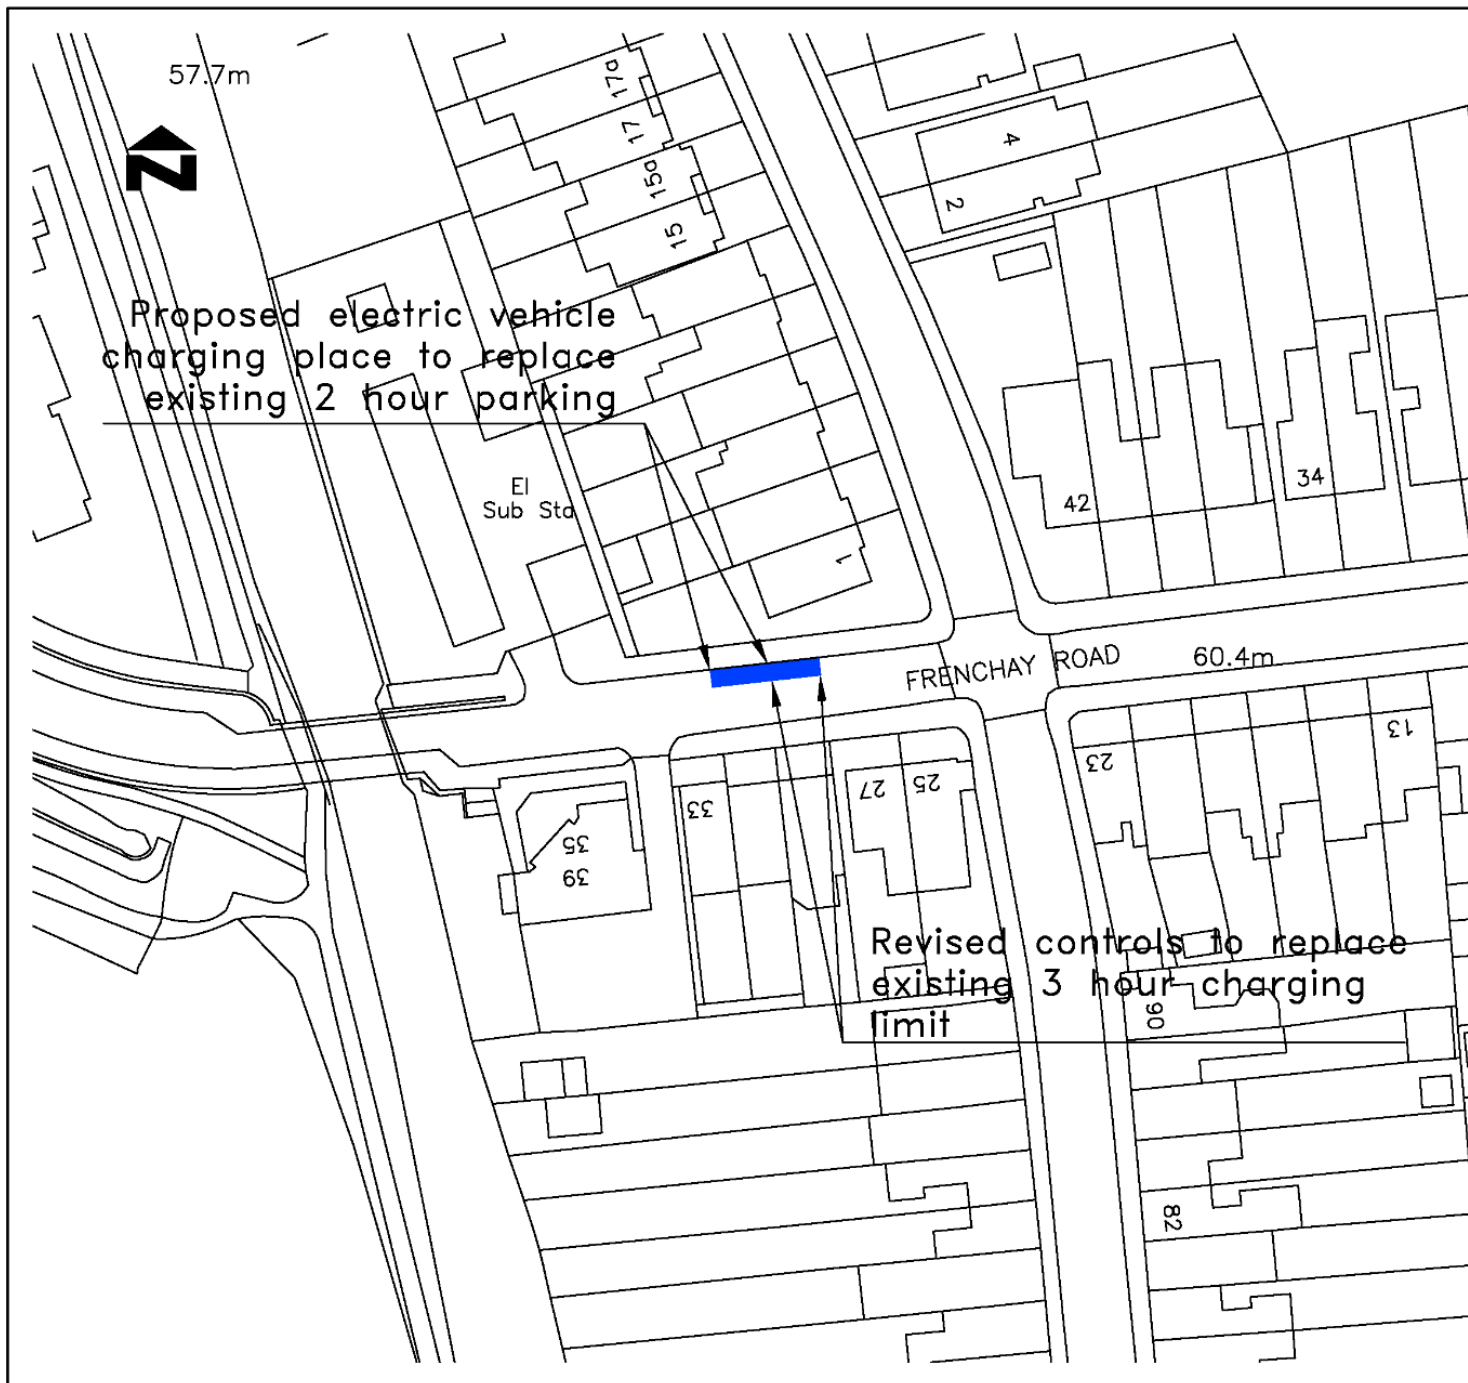 57.7m
N
17a
17
15a
15
4
2
Proposed electric vehicle
charging place to replace
existing 2 hour parking
El
Sub Sta
1
42
34
FRENCHAY ROAD
60.4m
13
23
25
27
33
35
39
Revised controls to replace
existing 3 hour charging
limit
90
82